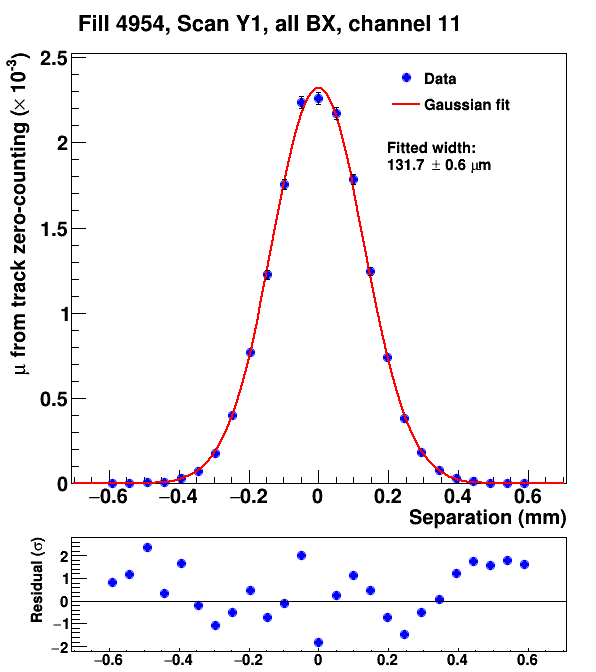 Fill 4954, Scan Y1, all BX, channel 11
μ from track zero-counting (× 10⁻³)
2.5
2
1.5
1
0.5
0
Data
Gaussian fit
Fitted width:
131.7 ± 0.6 μm
−0.6 −0.4 −0.2 0 0.2 0.4 0.6
Separation (mm)
Residual (σ)
2
1
0
−1
−2
−0.6 −0.4 −0.2 0 0.2 0.4 0.6